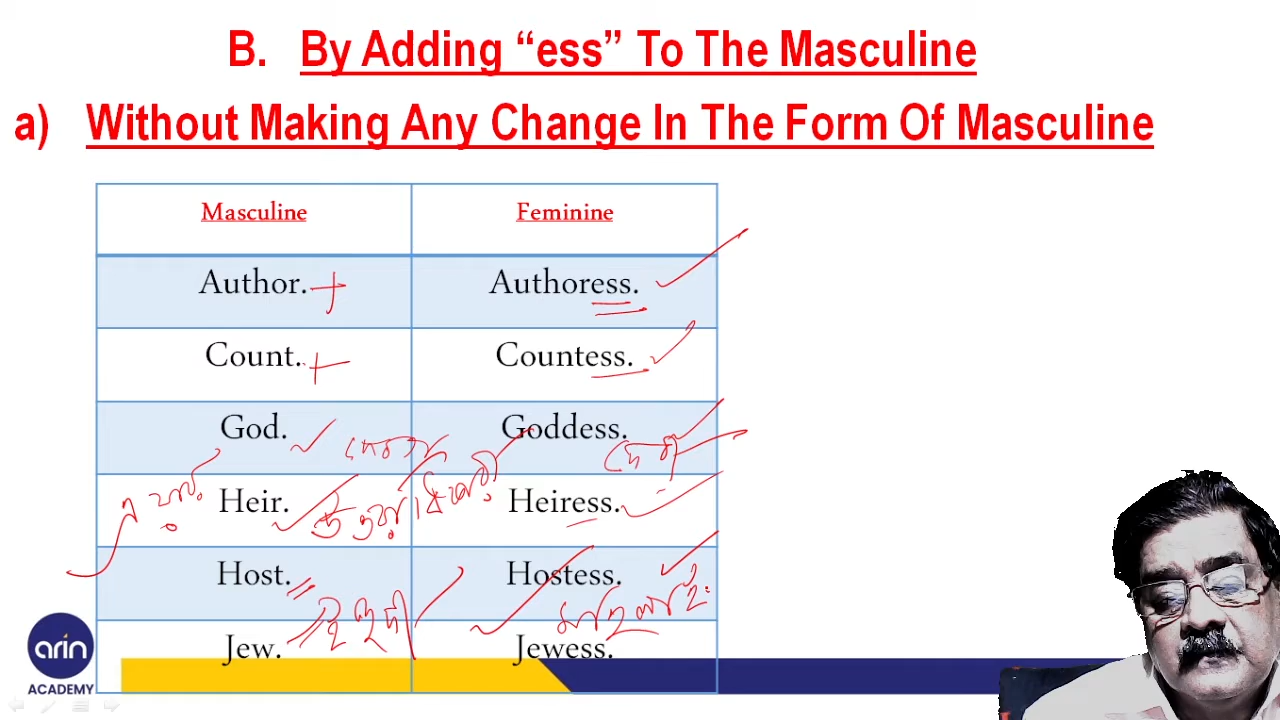 B. By Adding “ess” To The Masculine
a) Without Making Any Change In The Form Of Masculine
Masculine Feminine
Author. + Authoress.
Count. + Countess.
God. Goddess.
Heir. Heiress.
Host. Hostess.
Jew. Jewess.
arin
ACADEMY